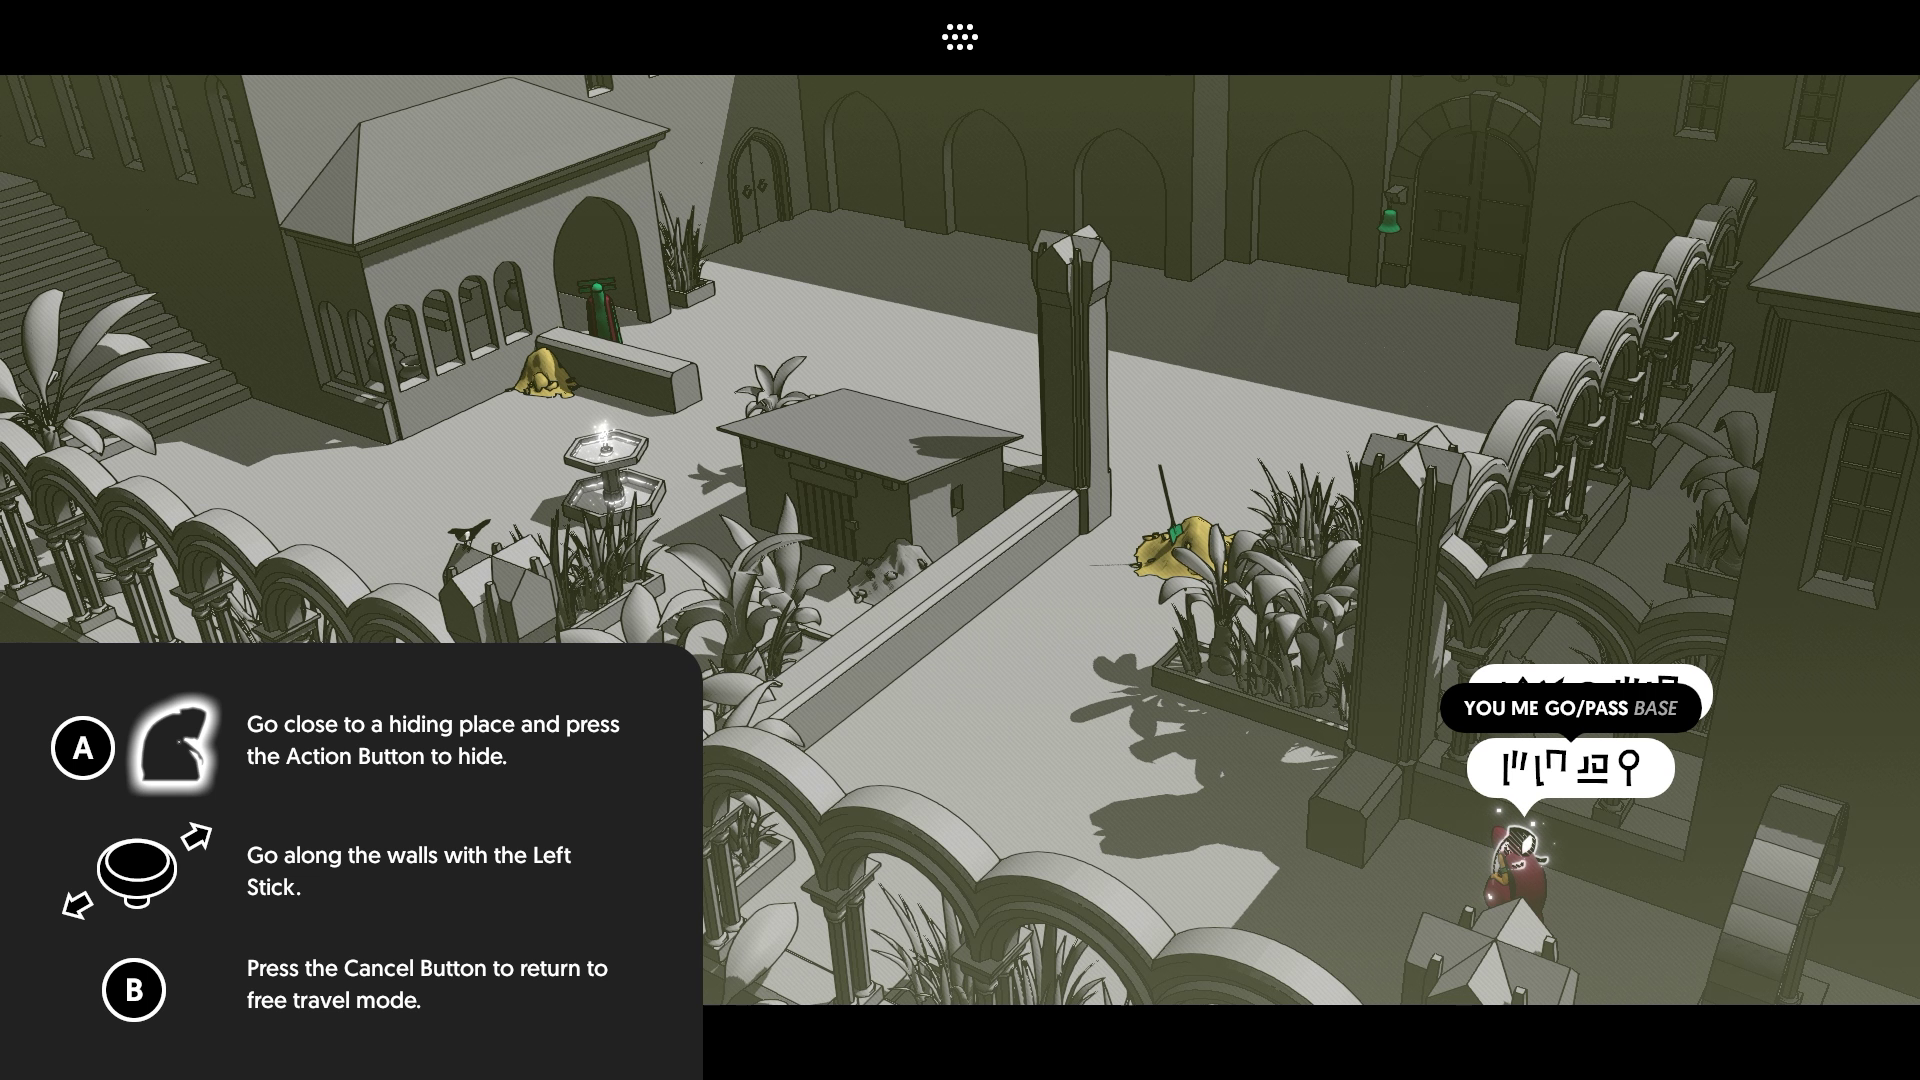 YOU ME GO/PASS BASE
A
Go close to a hiding place and press
the Action Button to hide.
Go along the walls with the Left
Stick.
B
Press the Cancel Button to return to
free travel mode.